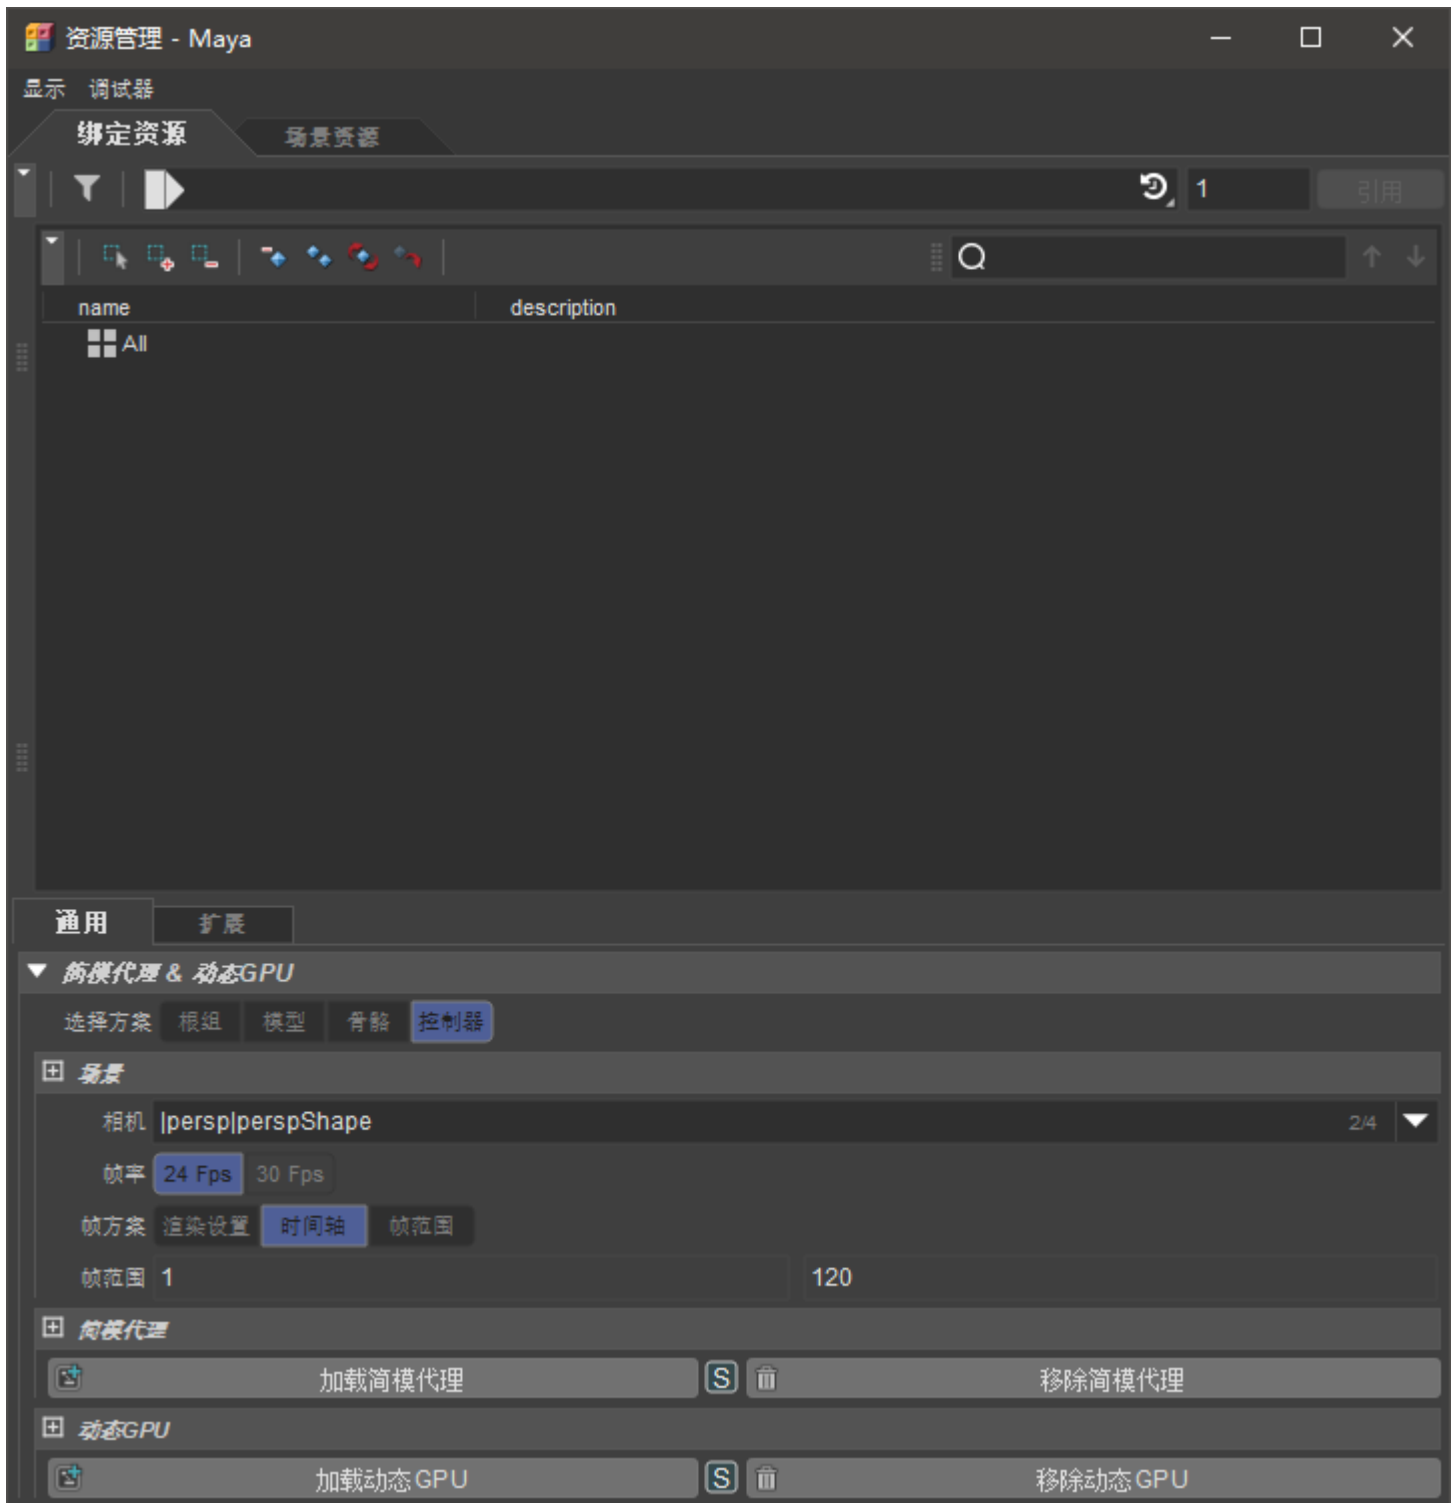 资源管理 - Maya
显示 调试器
绑定资源 场景资源
1 引用
name description
All
通用 扩展
简模代理 & 动态GPU
选择方案 根组 模型 骨骼 控制器
场景
相机 |persp|perspShape 2/4
帧率 24 Fps 30 Fps
帧方案 渲染设置 时间轴 帧范围
帧范围 1 120
简模代理
加载简模代理 S 移除简模代理
动态GPU
加载动态GPU S 移除动态GPU